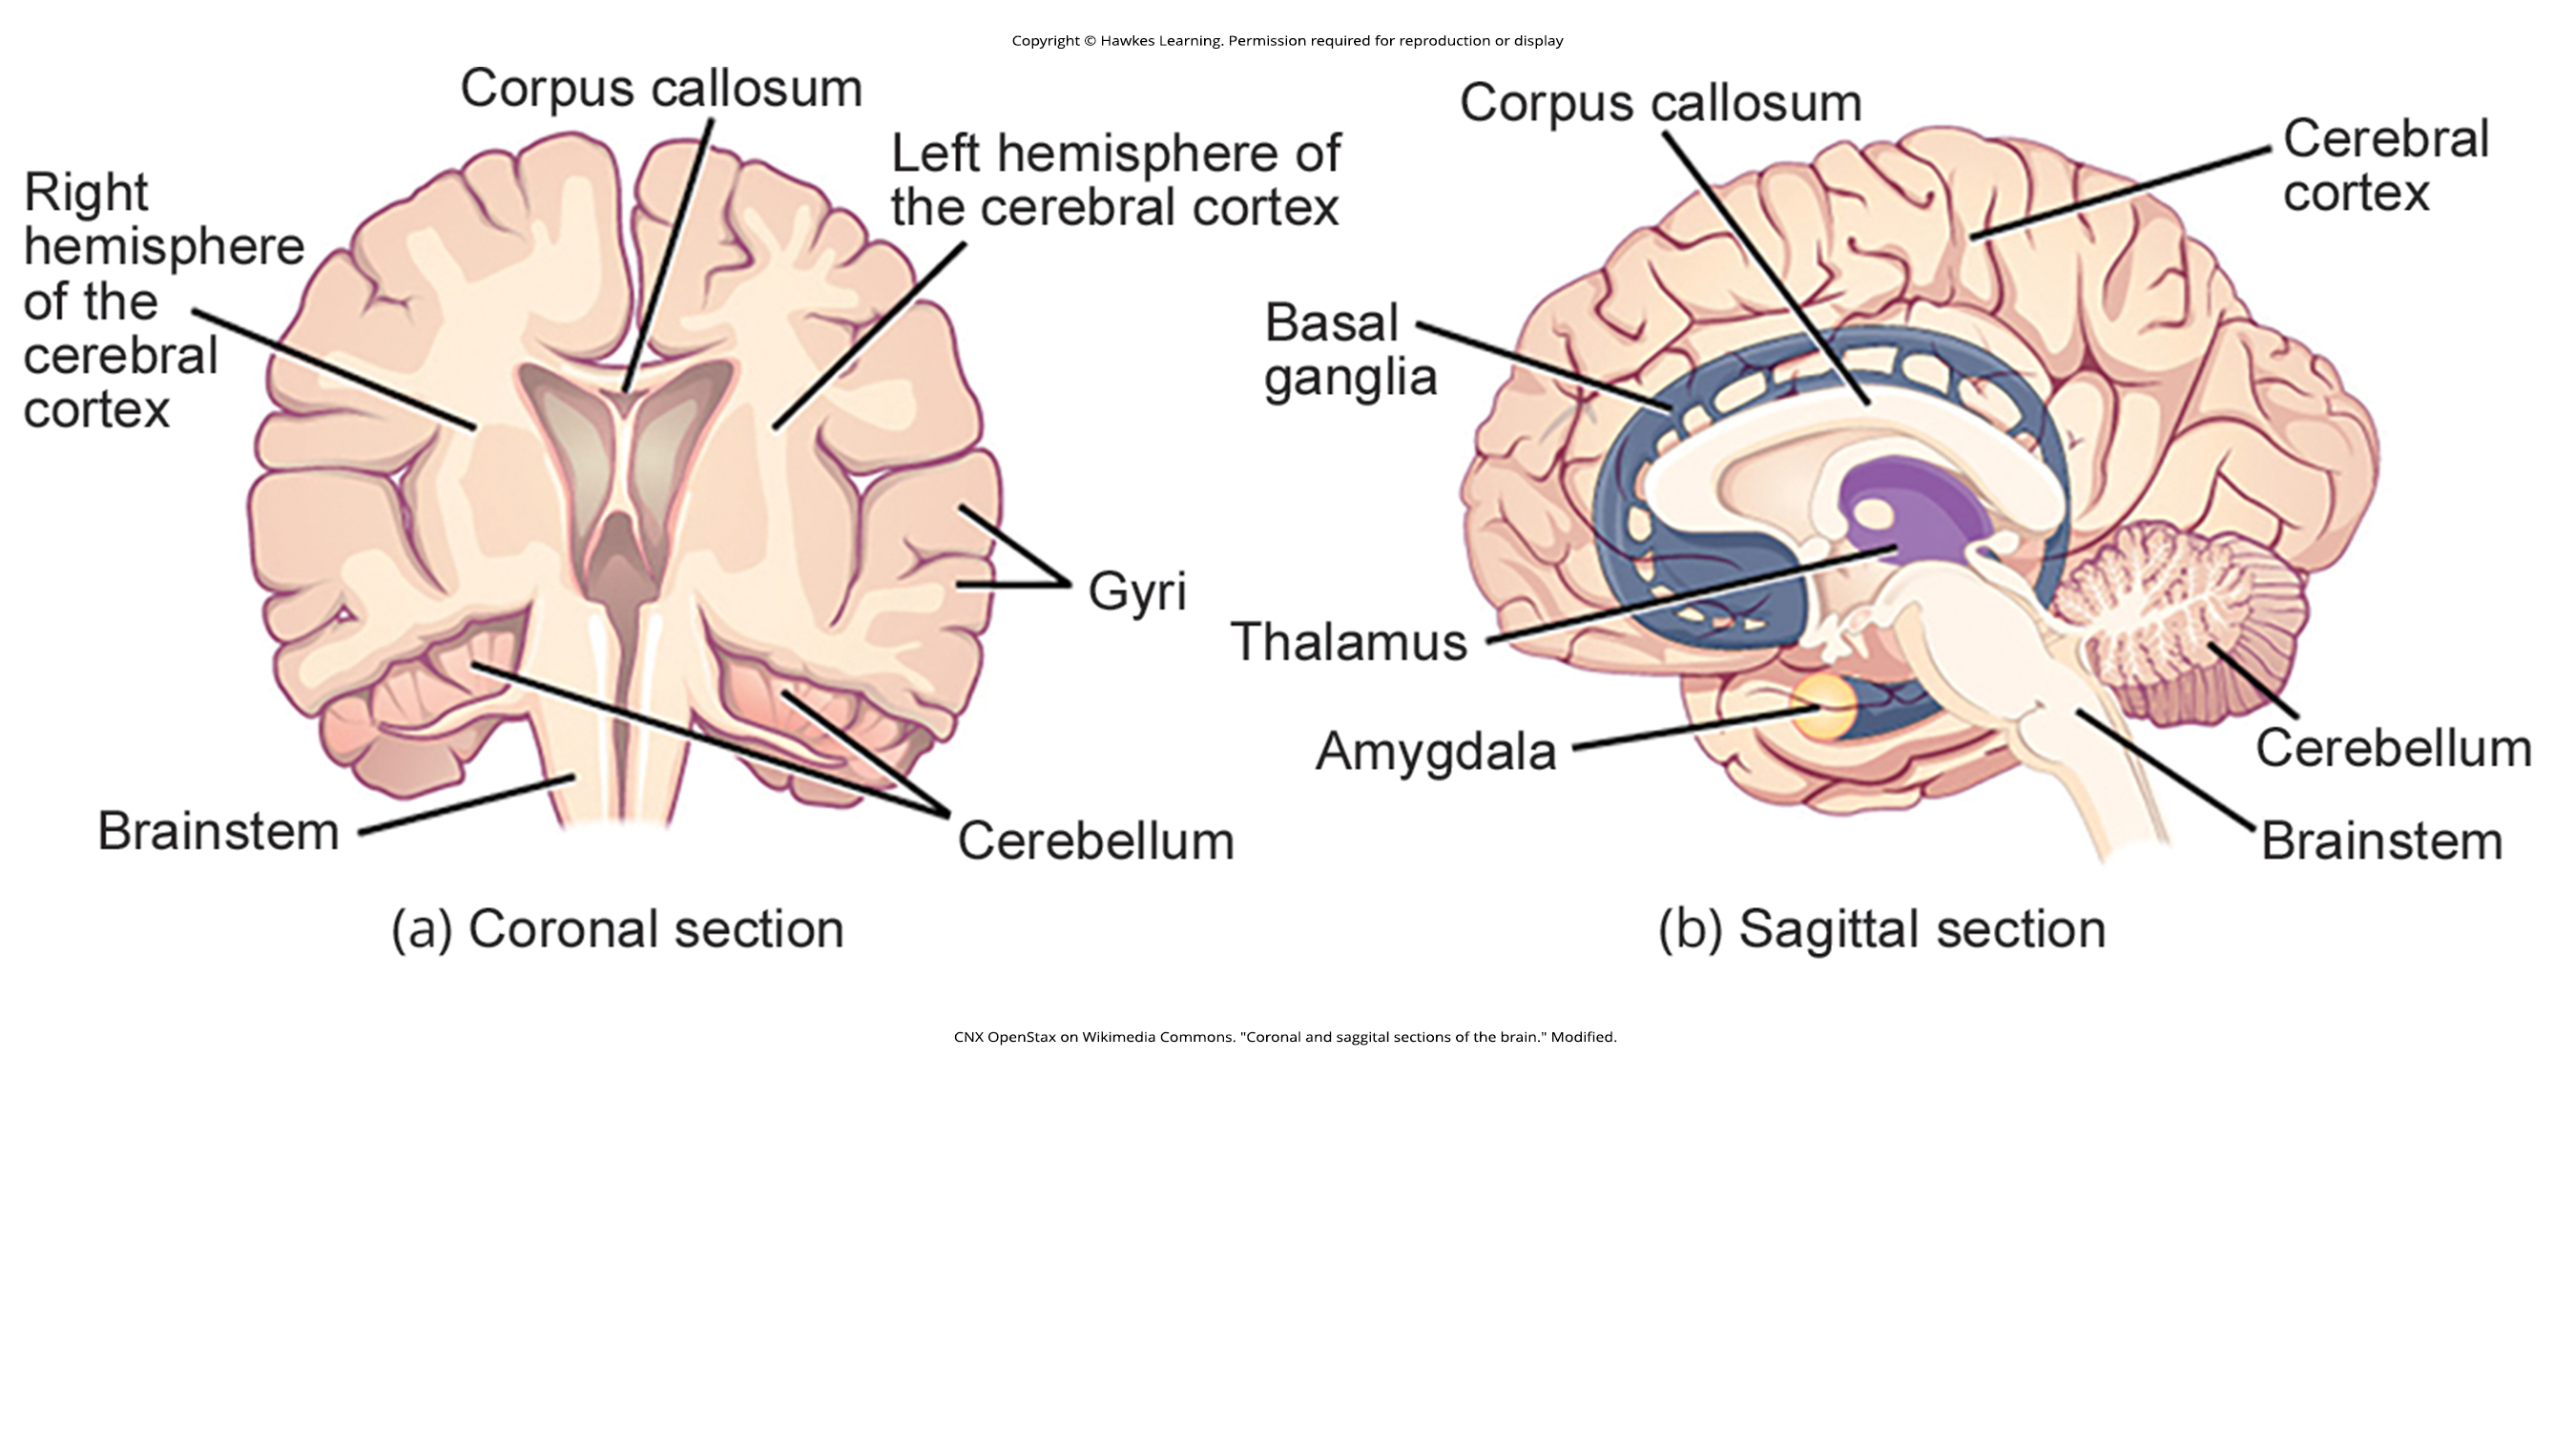 Copyright © Hawkes Learning. Permission required for reproduction or display
Corpus callosum
Left hemisphere of
the cerebral cortex
Right
hemisphere
of the
cerebral
cortex
Gyri
Brainstem
Cerebellum
(a) Coronal section
Corpus callosum
Cerebral
cortex
Basal
ganglia
Thalamus
Amygdala
Cerebellum
Brainstem
(b) Sagittal section
CNX OpenStax on Wikimedia Commons. "Coronal and saggital sections of the brain." Modified.